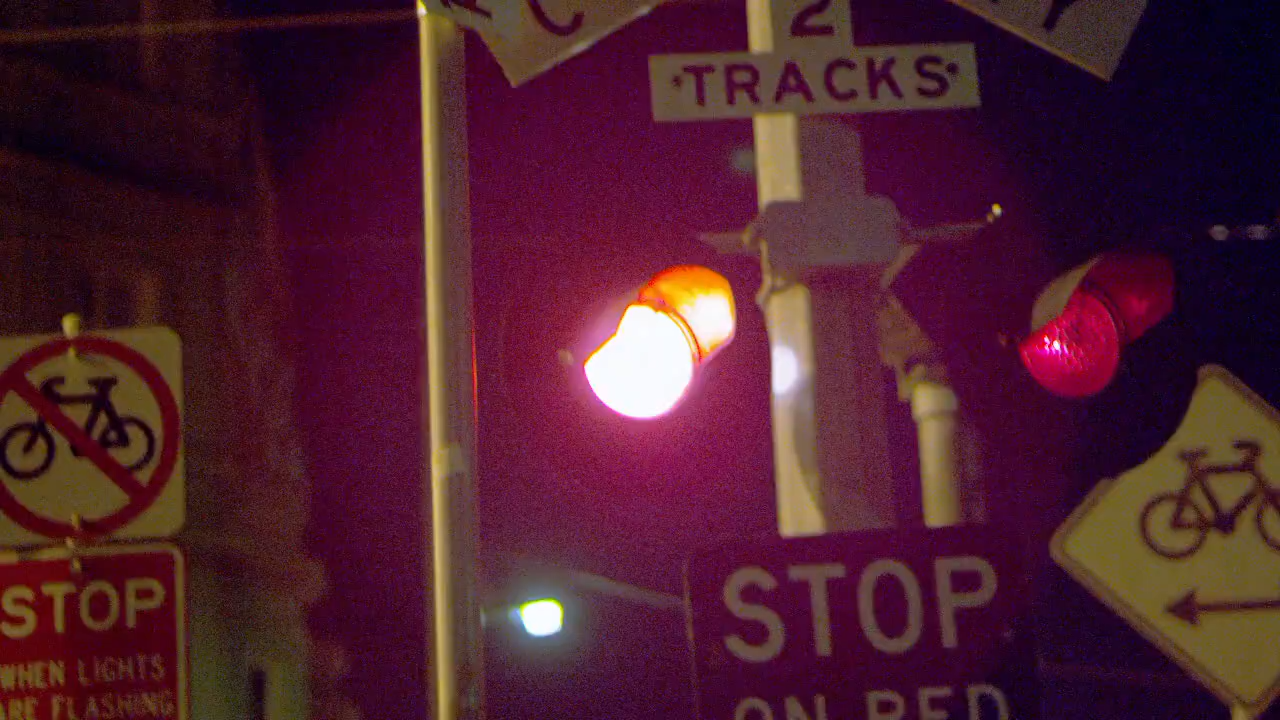 2
TRACKS
STOP
ON RED
STOP
WHEN LIGHTS
ARE FLASHING